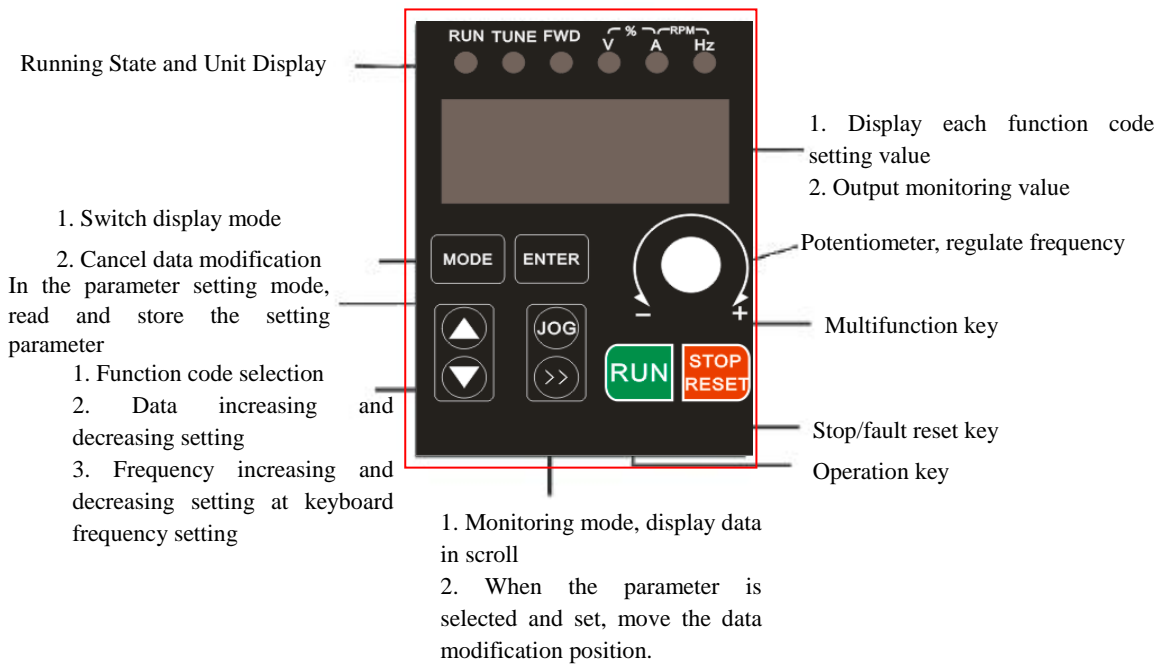 RUN TUNE FWD
% RPM
V A Hz
Running State and Unit Display
1. Display each function code
setting value
2. Output monitoring value
1. Switch display mode
2. Cancel data modification
MODE ENTER
Potentiometer, regulate frequency
In the parameter setting mode,
read and store the setting
parameter
− +
Multifunction key
JOG
>>
RUN
STOP
RESET
1. Function code selection
2. Data increasing and
decreasing setting
3. Frequency increasing and
decreasing setting at keyboard
frequency setting
Stop/fault reset key
Operation key
1. Monitoring mode, display data
in scroll
2. When the parameter is
selected and set, move the data
modification position.